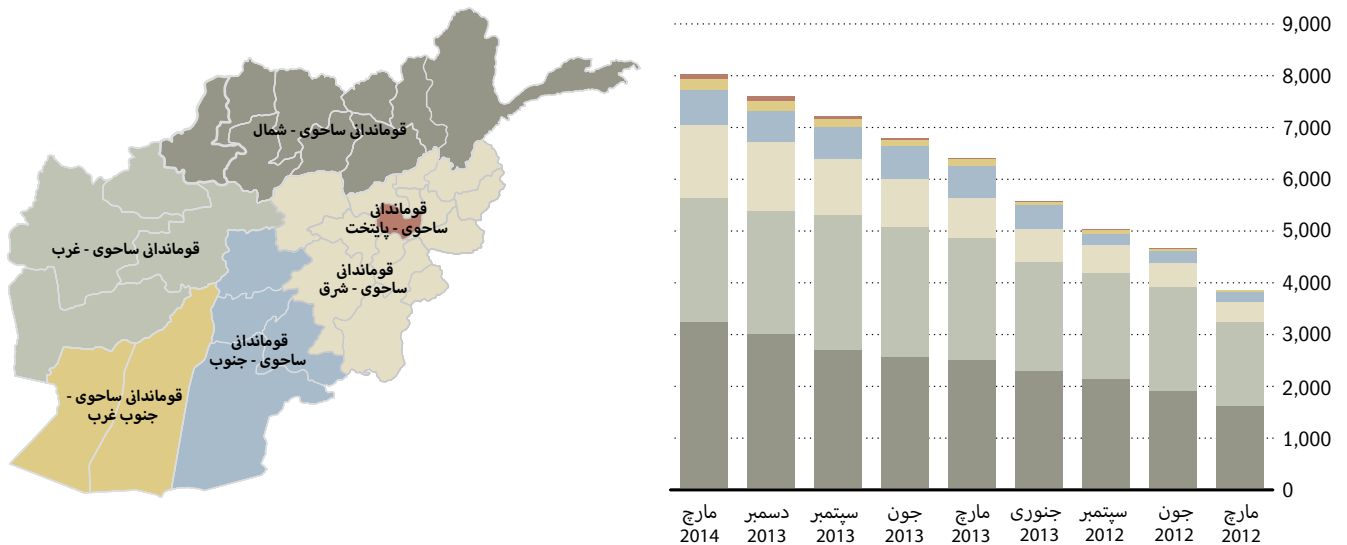 قوماندانی ساحوی - شمال
قوماندانی
ساحوی - پایتخت
قوماندانی ساحوی - غرب
قوماندانی
ساحوی - شرق
قوماندانی
ساحوی - جنوب
قوماندانی ساحوی -
جنوب غرب
9,000
8,000
7,000
6,000
5,000
4,000
3,000
2,000
1,000
0
مارچ
2012
جون
2012
سپتمبر
2012
جنوری
2013
مارچ
2013
جون
2013
سپتمبر
2013
دسمبر
2013
مارچ
2014